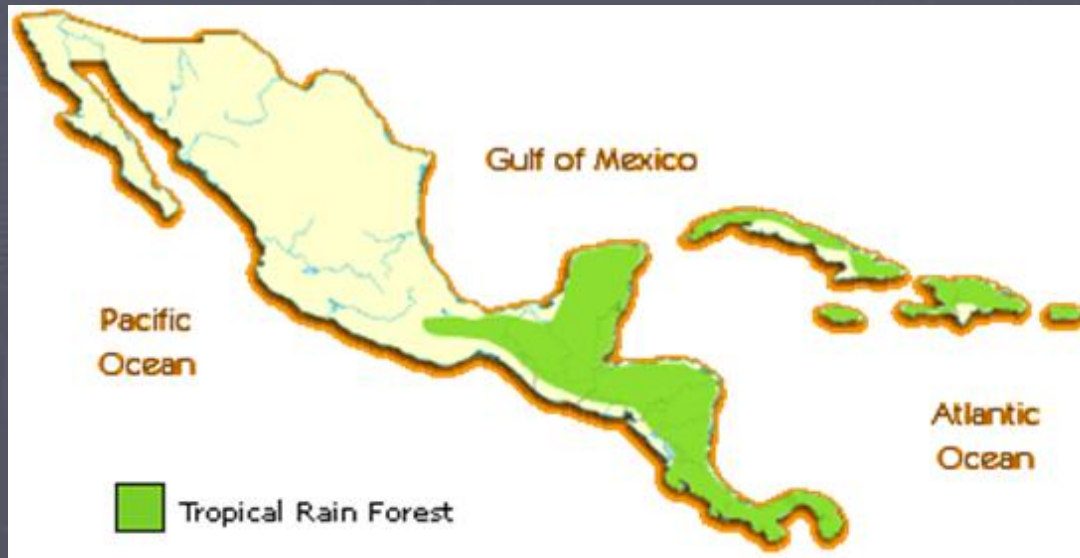 Gulf of Mexico
Pacific
Ocean
Atlantic
Ocean
Tropical Rain Forest